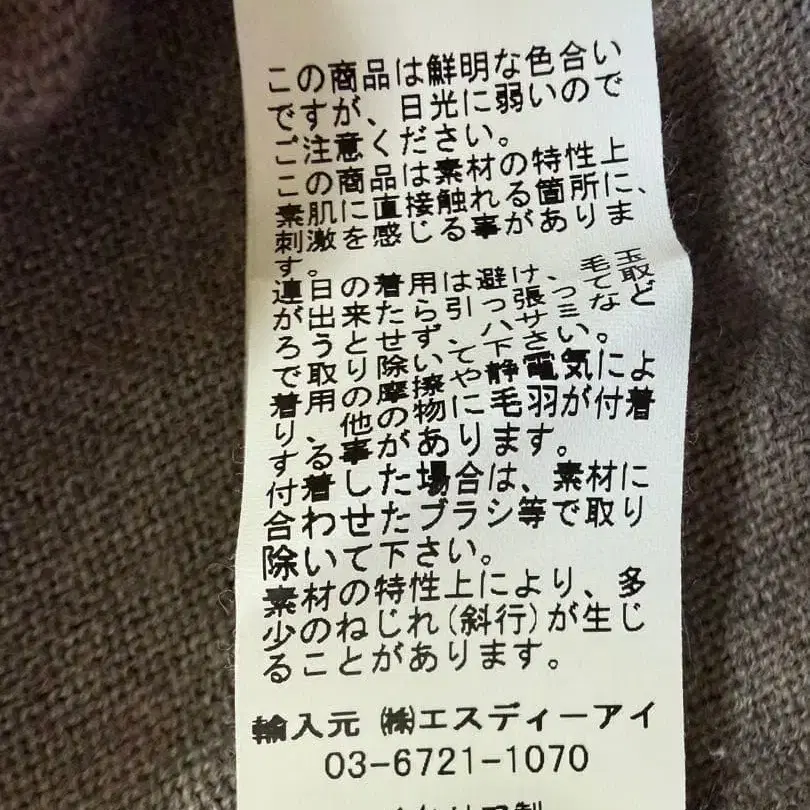 この商品は鮮明な色合い
ですが、日光に弱いので
ご注意ください。
この商品は素材の特性上
素肌に直接触れる箇所に、
刺激を感じる事がありま
す。
連日の着用は避け、毛玉
が出来たら引っ張って取
ろうとせず、ハサミなど
で取り除いて下さい。
着用の摩擦や静電気によ
り、他の物に毛羽が付着
する事があります。
付着した場合は、素材に
合わせたブラシ等で取り
除いて下さい。
素材の特性上により、多
少のねじれ(斜行)が生じ
ることがあります。
輸入元 ㈱エスディーアイ
03-6721-1070